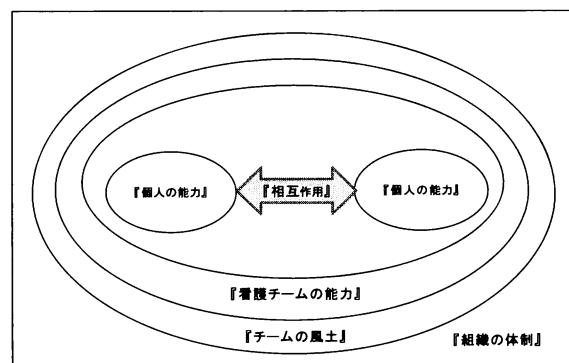 『個人の能力』
『相互作用』
『個人の能力』
『看護チームの能力』
『チームの風土』
『組織の体制』